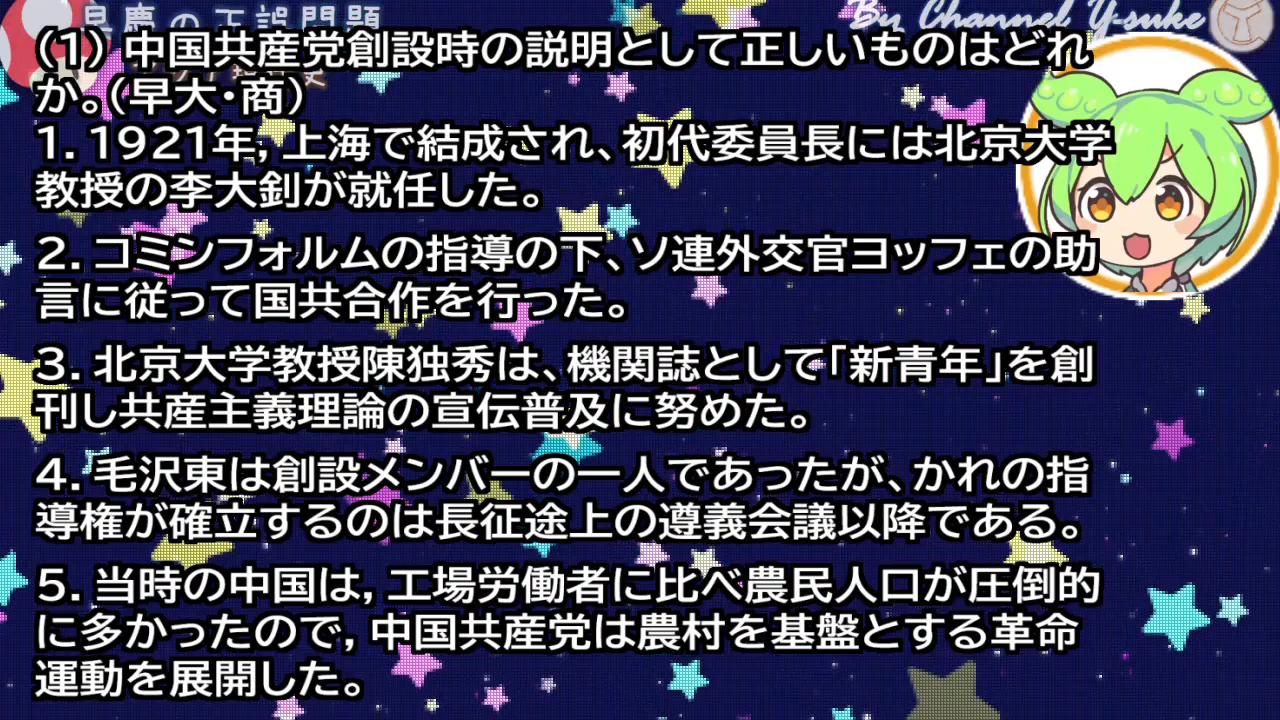 早慶の正誤問題
By Channel Y-suke
(1) 中国共産党創設時の説明として正しいものはどれ
か。(早大・商)
1. 1921年, 上海で結成され、初代委員長には北京大学
教授の李大釗が就任した。
2. コミンフォルムの指導の下、ソ連外交官ヨッフェの助
言に従って国共合作を行った。
3. 北京大学教授陳独秀は、機関誌として「新青年」を創
刊し共産主義理論の宣伝普及に努めた。
4. 毛沢東は創設メンバーの一人であったが、かれの指
導権が確立するのは長征途上の遵義会議以降である。
5. 当時の中国は, 工場労働者に比べ農民人口が圧倒的
に多かったので, 中国共産党は農村を基盤とする革命
運動を展開した。